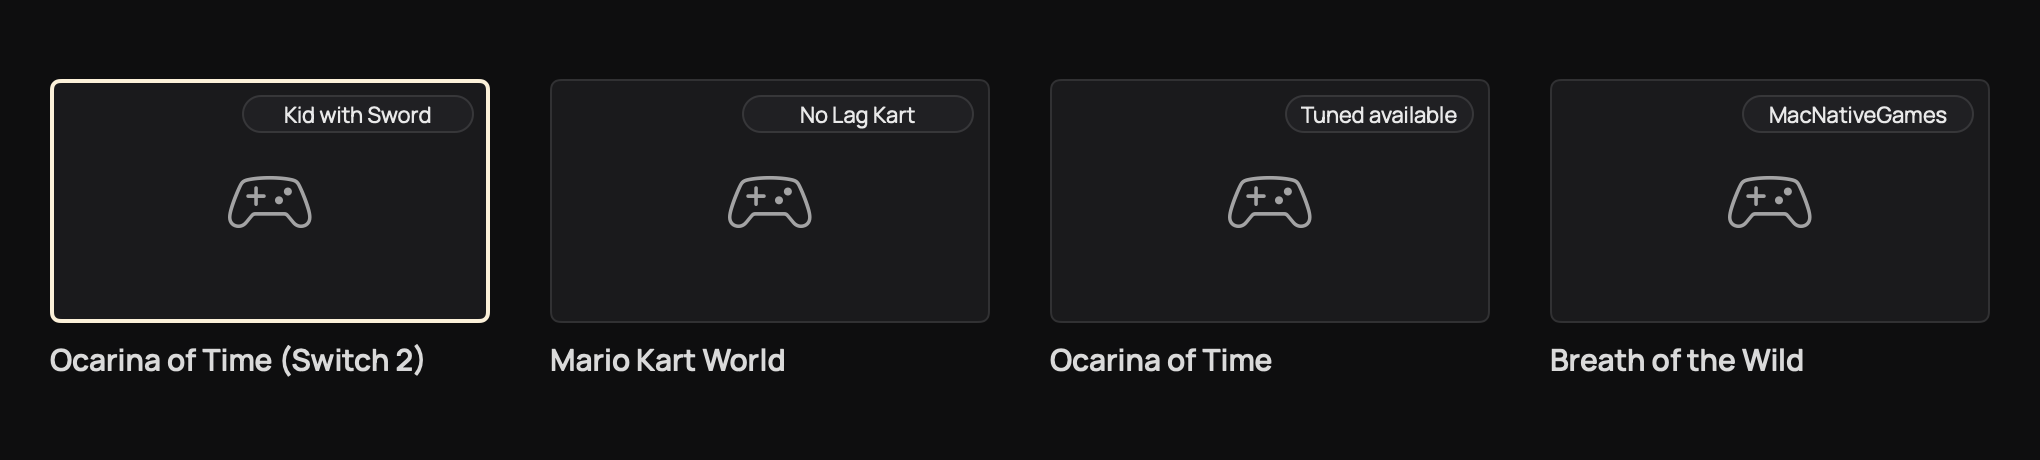 Kid with Sword
No Lag Kart
Tuned available
MacNativeGames
Ocarina of Time (Switch 2)
Mario Kart World
Ocarina of Time
Breath of the Wild